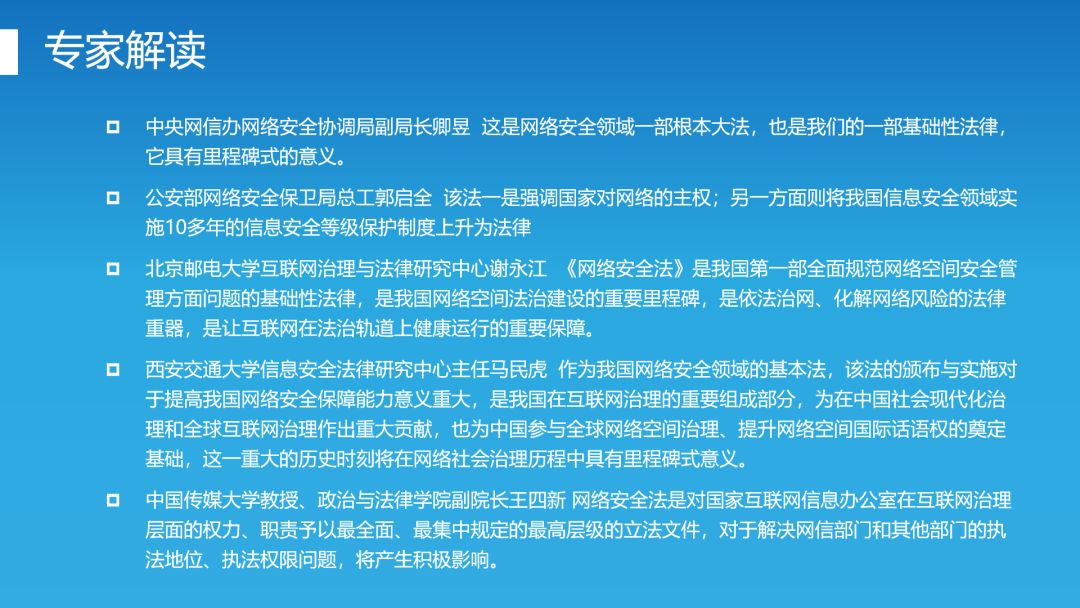 专家解读
中央网信办网络安全协调局副局长卿昱 这是网络安全领域一部根本大法，也是我们的一部基础性法律，
它具有里程碑式的意义。
公安部网络安全保卫局总工郭启全 该法一是强调国家对网络的主权；另一方面则将我国信息安全领域实
施10多年的信息安全等级保护制度上升为法律
北京邮电大学互联网治理与法律研究中心谢永江 《网络安全法》是我国第一部全面规范网络空间安全管
理方面问题的基础性法律，是我国网络空间法治建设的重要里程碑，是依法治网、化解网络风险的法律
重器，是让互联网在法治轨道上健康运行的重要保障。
西安交通大学信息安全法律研究中心主任马民虎 作为我国网络安全领域的基本法，该法的颁布与实施对
于提高我国网络安全保障能力意义重大，是我国在互联网治理的重要组成部分，为在中国社会现代化治
理和全球互联网治理作出重大贡献，也为中国参与全球网络空间治理、提升网络空间国际话语权的奠定
基础，这一重大的历史时刻将在网络社会治理历程中具有里程碑式意义。
中国传媒大学教授、政治与法律学院副院长王四新 网络安全法是对国家互联网信息办公室在互联网治理
层面的权力、职责予以最全面、最集中规定的最高层级的立法文件，对于解决网信部门和其他部门的执
法地位、执法权限问题，将产生积极影响。